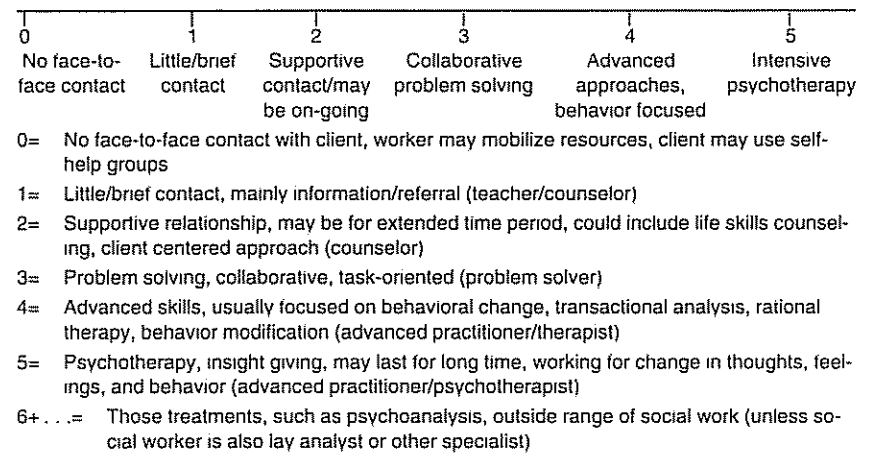 0 1 2 3 4 5
No face-to- Little/brief Supportive Collaborative Advanced Intensive
face contact contact contact/may problem solving approaches, psychotherapy
be on-going behavior focused
0= No face-to-face contact with client, worker may mobilize resources, client may use self-
help groups
1= Little/brief contact, mainly information/referral (teacher/counselor)
2= Supportive relationship, may be for extended time period, could include life skills counsel-
ing, client centered approach (counselor)
3= Problem solving, collaborative, task-oriented (problem solver)
4= Advanced skills, usually focused on behavioral change, transactional analysis, rational
therapy, behavior modification (advanced practitioner/therapist)
5= Psychotherapy, insight giving, may last for long time, working for change in thoughts, feel-
ings, and behavior (advanced practitioner/psychotherapist)
6+...= Those treatments, such as psychoanalysis, outside range of social work (unless so-
cial worker is also lay analyst or other specialist)